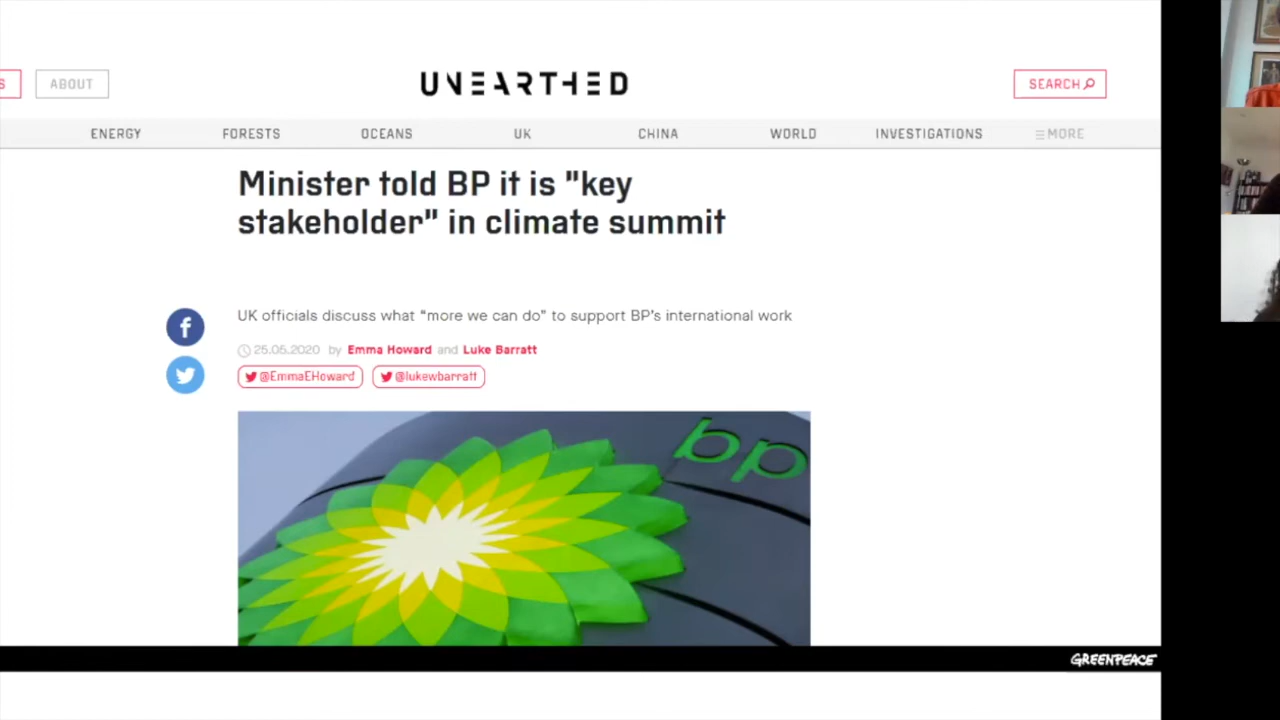 S
ABOUT
UNEARTHED
SEARCH
ENERGY
FORESTS
OCEANS
UK
CHINA
WORLD
INVESTIGATIONS
MORE
Minister told BP it is "key
stakeholder" in climate summit
UK officials discuss what “more we can do” to support BP’s international work
25.05.2020 by Emma Howard and Luke Barratt
@EmmaEHoward
@lukewbarratt
bp
GREENPEACE